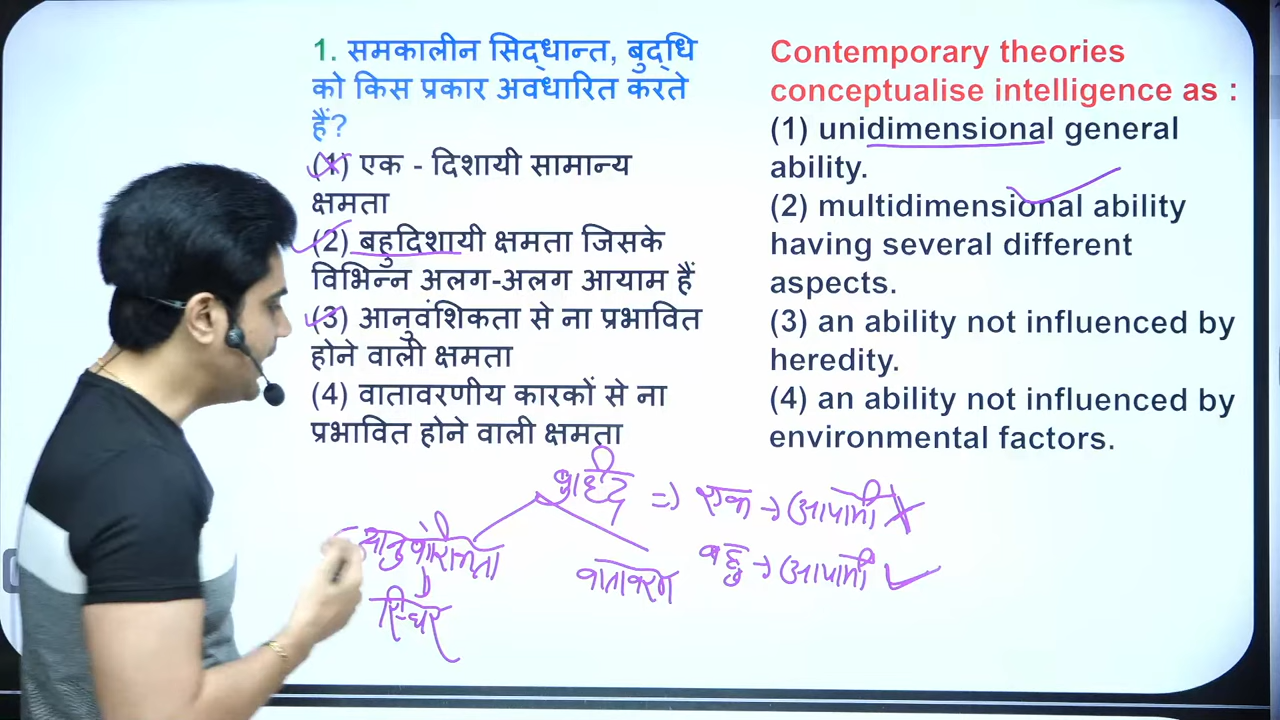 1. समकालीन सिद्धान्त, बुद्धि
को किस प्रकार अवधारित करते
हैं?
(1) एक - दिशायी सामान्य
क्षमता
(2) बहुदिशायी क्षमता जिसके
विभिन्न अलग-अलग आयाम हैं
(3) आनुवंशिकता से ना प्रभावित
होने वाली क्षमता
(4) वातावरणीय कारकों से ना
प्रभावित होने वाली क्षमता
Contemporary theories
conceptualise intelligence as :
(1) unidimensional general
ability.
(2) multidimensional ability
having several different
aspects.
(3) an ability not influenced by
heredity.
(4) an ability not influenced by
environmental factors.
बुद्धि => एक → आयामी
बहु → आयामी
आनुवांशिकता
वातावरण
स्थिर